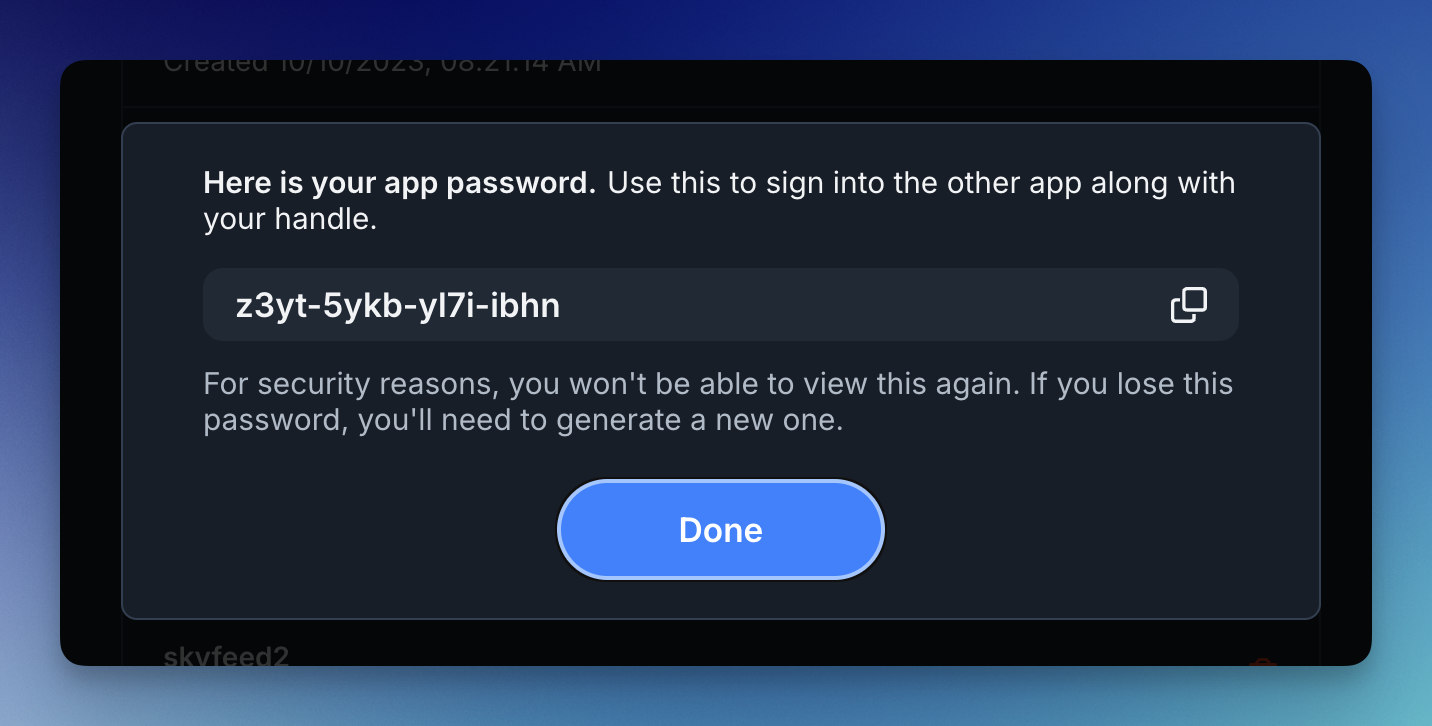 Created 10/10/2023, 08:21:14 AM
Here is your app password. Use this to sign into the other app along with
your handle.
z3yt-5ykb-yl7i-ibhn
For security reasons, you won't be able to view this again. If you lose this
password, you'll need to generate a new one.
Done
skyfeed2